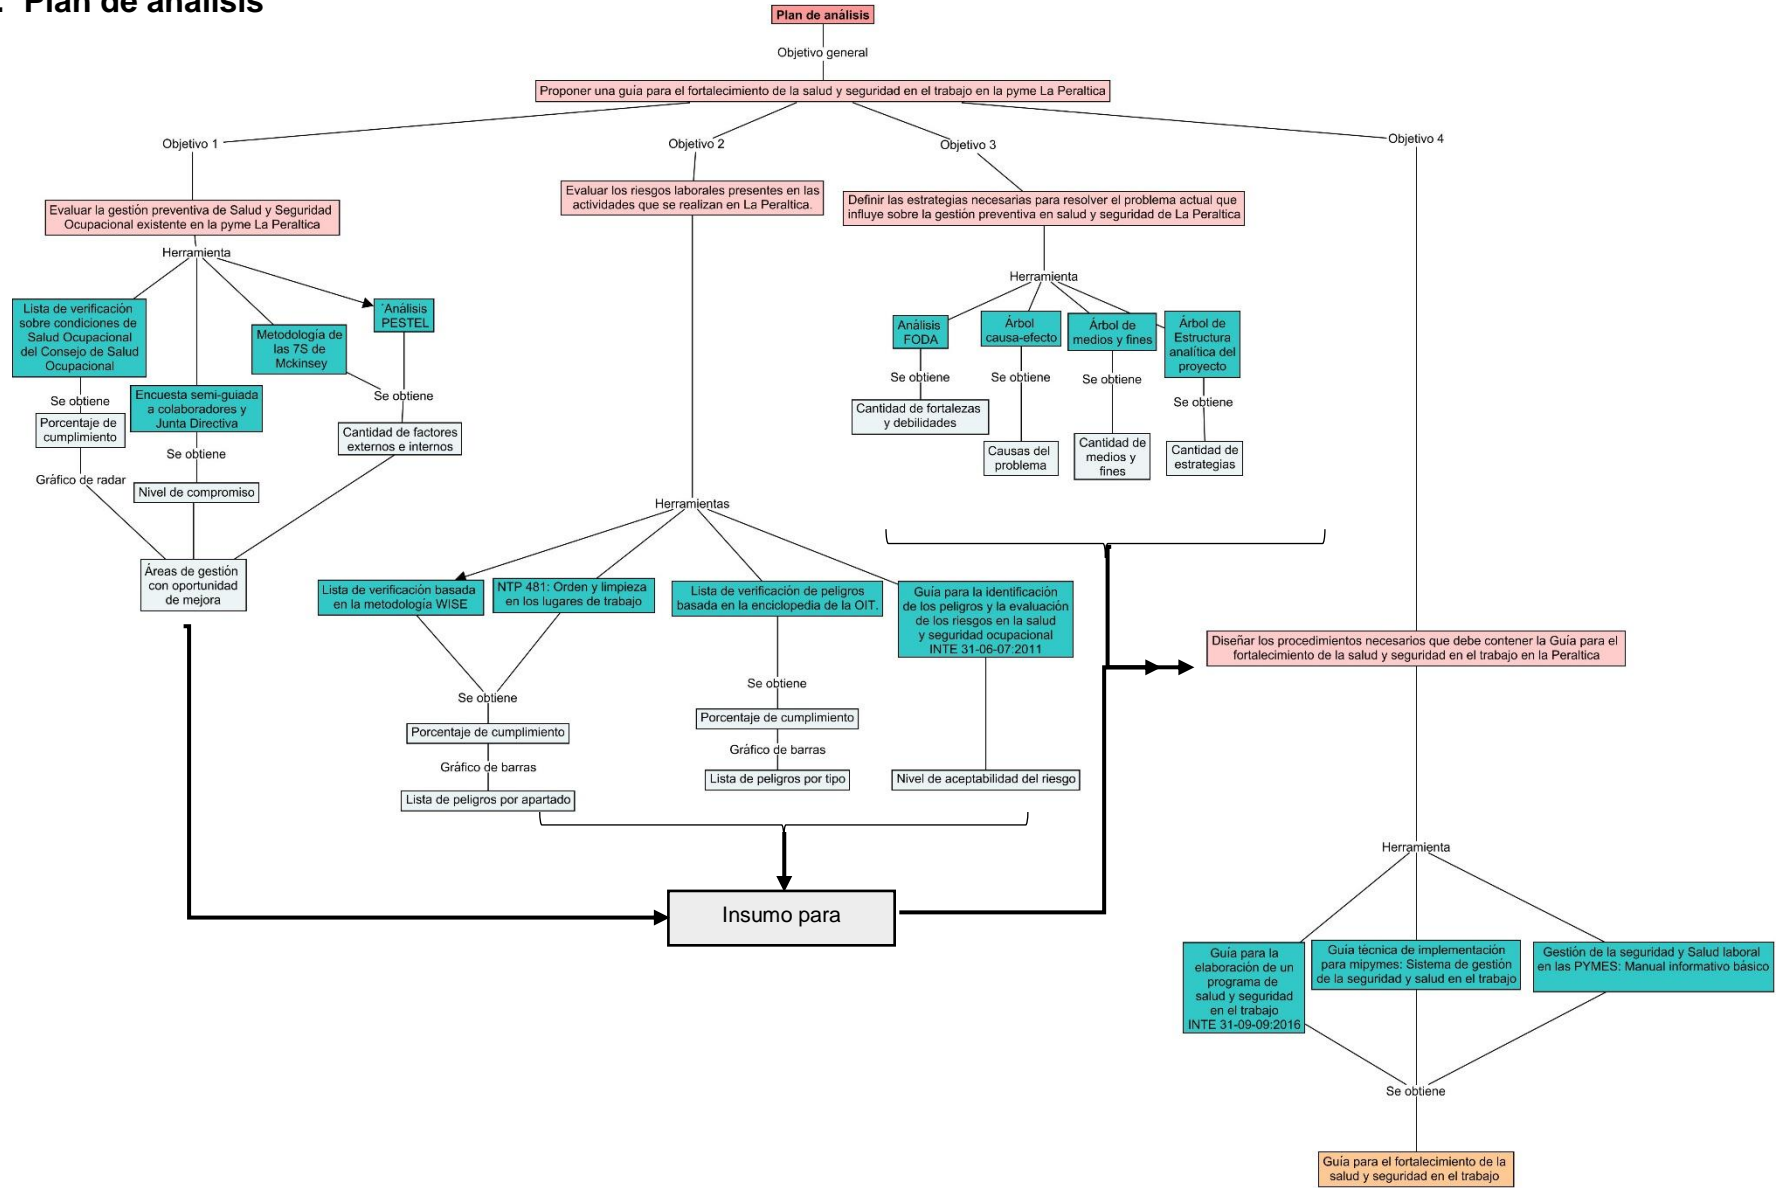 . Plan de análisis
Plan de análisis
Objetivo general
Proponer una guía para el fortalecimiento de la salud y seguridad en el trabajo en la pyme La Peraltica
Objetivo 1
Objetivo 2
Objetivo 3
Objetivo 4
Evaluar la gestión preventiva de Salud y Seguridad
Ocupacional existente en la pyme La Peraltica
Herramienta
Lista de verificación
sobre condiciones de
Salud Ocupacional
del Consejo de Salud
Ocupacional
Se obtiene
Porcentaje de
cumplimiento
Gráfico de radar
Encuesta semi-guiada
a colaboradores y
Junta Directiva
Se obtiene
Nivel de compromiso
Metodología de
las 7S de
Mckinsey
´Análisis
PESTEL
Se obtiene
Cantidad de factores
externos e internos
Áreas de gestión
con oportunidad
de mejora
Evaluar los riesgos laborales presentes en las
actividades que se realizan en La Peraltica.
Herramientas
Lista de verificación basada
en la metodología WISE
NTP 481: Orden y limpieza
en los lugares de trabajo
Se obtiene
Porcentaje de cumplimiento
Gráfico de barras
Lista de peligros por apartado
Lista de verificación de peligros
basada en la enciclopedia de la OIT.
Se obtiene
Porcentaje de cumplimiento
Gráfico de barras
Lista de peligros por tipo
Guía para la identificación
de los peligros y la evaluación
de los riesgos en la salud
y seguridad ocupacional
INTE 31-06-07:2011
Nivel de aceptabilidad del riesgo
Definir las estrategias necesarias para resolver el problema actual que
influye sobre la gestión preventiva en salud y seguridad de La Peraltica
Herramienta
Análisis
FODA
Se obtiene
Cantidad de fortalezas
y debilidades
Árbol
causa-efecto
Se obtiene
Causas del
problema
Árbol de
medios y fines
Se obtiene
Cantidad de
medios y
fines
Árbol de
Estructura
analítica del
proyecto
Se obtiene
Cantidad de
estrategias
Insumo para
Diseñar los procedimientos necesarios que debe contener la Guía para el
fortalecimiento de la salud y seguridad en el trabajo en la Peraltica
Herramienta
Guía para la
elaboración de un
programa de
salud y seguridad
en el trabajo
INTE 31-09-09:2016
Guía técnica de implementación
para mipymes: Sistema de gestión
de la seguridad y salud en el trabajo
Gestión de la seguridad y Salud laboral
en las PYMES: Manual informativo básico
Se obtiene
Guía para el fortalecimiento de la
salud y seguridad en el trabajo